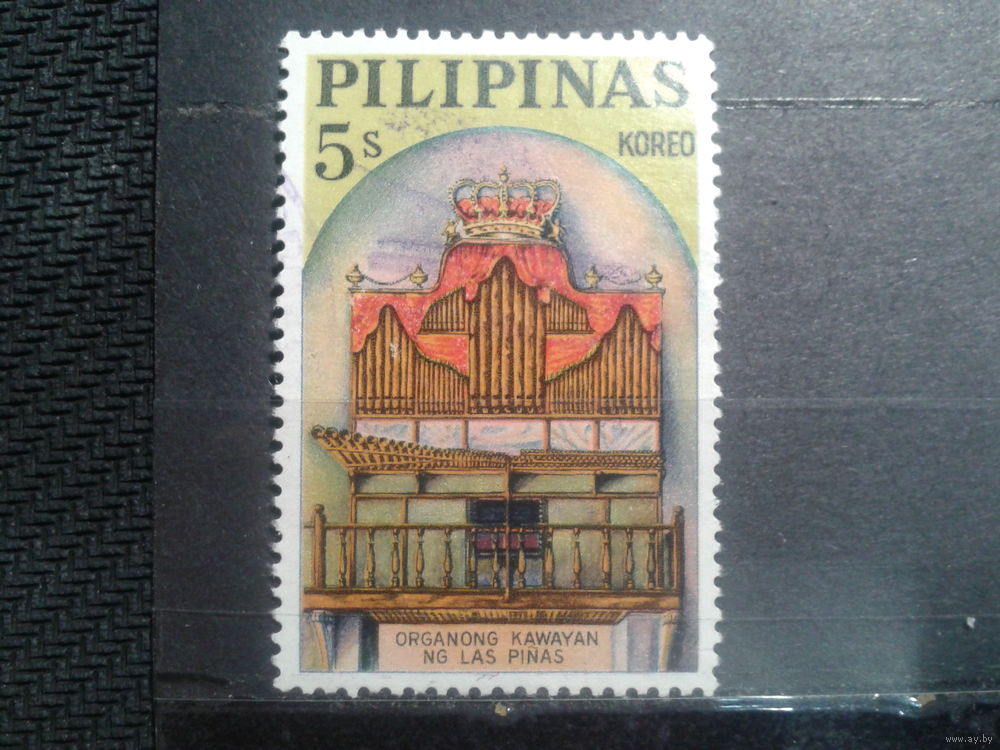 PILIPINAS
5s KOREO
ORGANONG KAWAYAN
NG LAS PIÑAS
www.ay.by